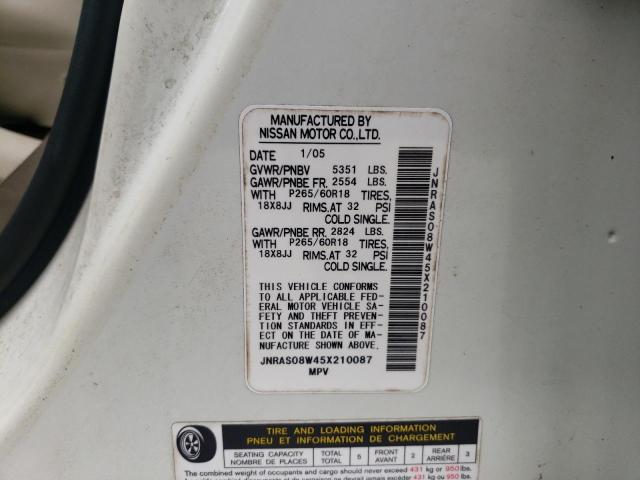 MANUFACTURED BY
NISSAN MOTOR CO.,LTD.
DATE 1/05
GVWR/PNBV 5351 LBS.
GAWR/PNBE FR. 2554 LBS.
WITH P265/60R18 TIRES,
18X8JJ RIMS,AT 32 PSI
COLD SINGLE.
GAWR/PNBE RR. 2824 LBS.
WITH P265/60R18 TIRES,
18X8JJ RIMS,AT 32 PSI
COLD SINGLE.
THIS VEHICLE CONFORMS
TO ALL APPLICABLE FED-
ERAL MOTOR VEHICLE SA-
FETY AND THEFT PREVEN-
TION STANDARDS IN EFF-
ECT ON THE DATE OF MA-
NUFACTURE SHOWN ABOVE.
JNRAS08W45X210087
MPV
JNRAS08W45X210087
TIRE AND LOADING INFORMATION
PNEU ET INFORMATION DE CHARGEMENT
SEATING CAPACITY TOTAL 5 FRONT 2 REAR 3
NOMBRE DE PLACES TOTAL AVANT ARRIÈRE
The combined weight of occupants and cargo should never exceed 431 kg or 950 lbs.
431 kg ou 950 lb.